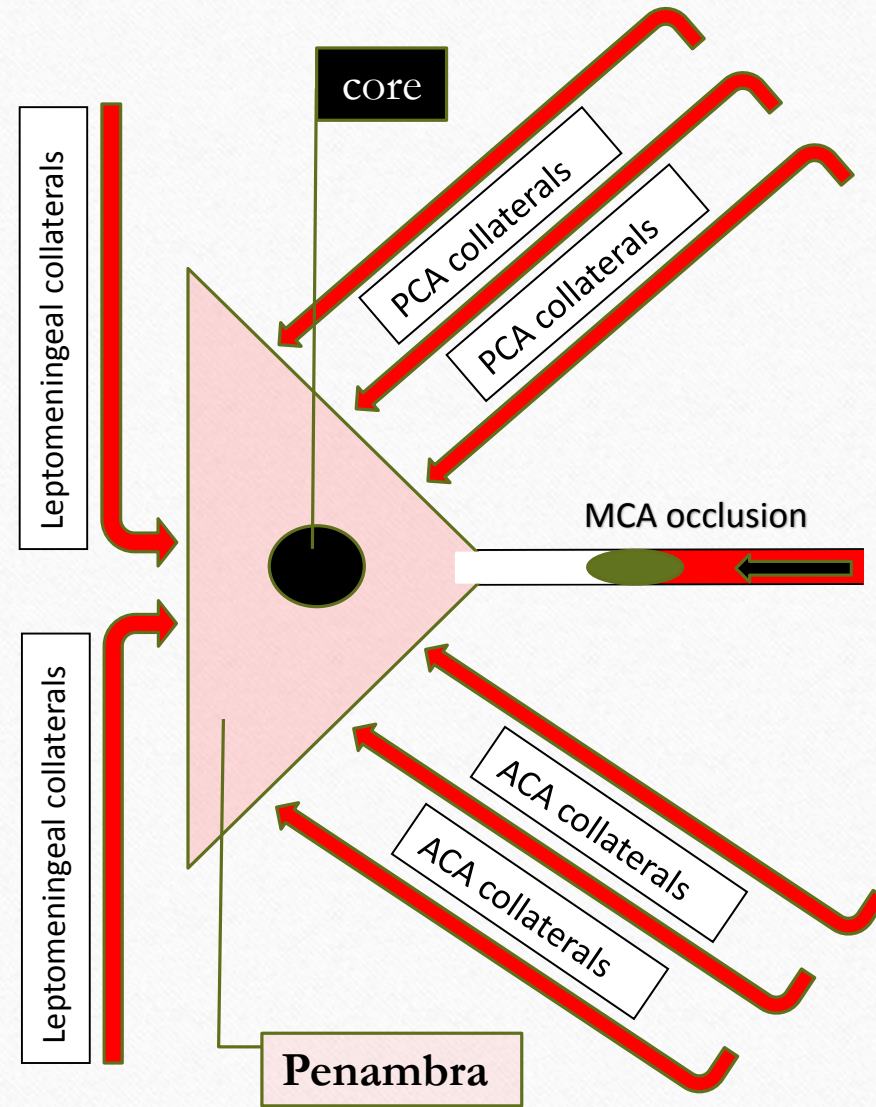 core
Leptomeningeal collaterals
PCA collaterals
PCA collaterals
MCA occlusion
Leptomeningeal collaterals
ACA collaterals
ACA collaterals
Penambra